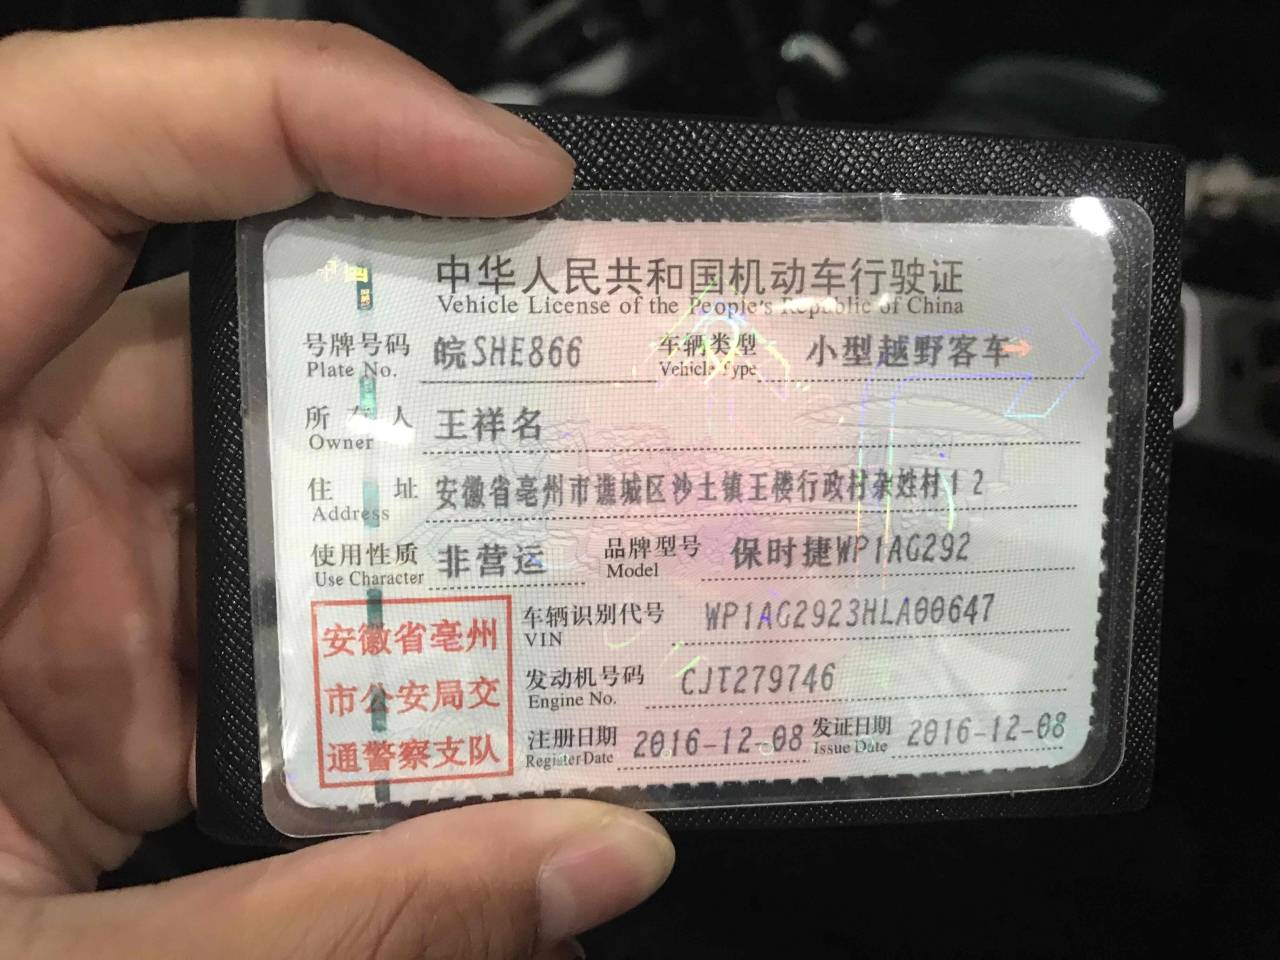 中华人民共和国机动车行驶证
Vehicle License of the People's Republic of China
号牌号码 皖SHE866 车辆类型 小型越野客车
Plate No. Vehicle Type
所有人 王祥名
Owner
住址 安徽省亳州市谯城区沙土镇王楼行政村杂姓村12
Address
使用性质 非营运 品牌型号 保时捷WP1AG292
Use Character Model
安徽省亳州
市公安局交
通警察支队
车辆识别代号 WP1AG2923HLA00647
VIN
发动机号码 CJT279746
Engine No.
注册日期 2016-12-08 发证日期 2016-12-08
Register Date Issue Date